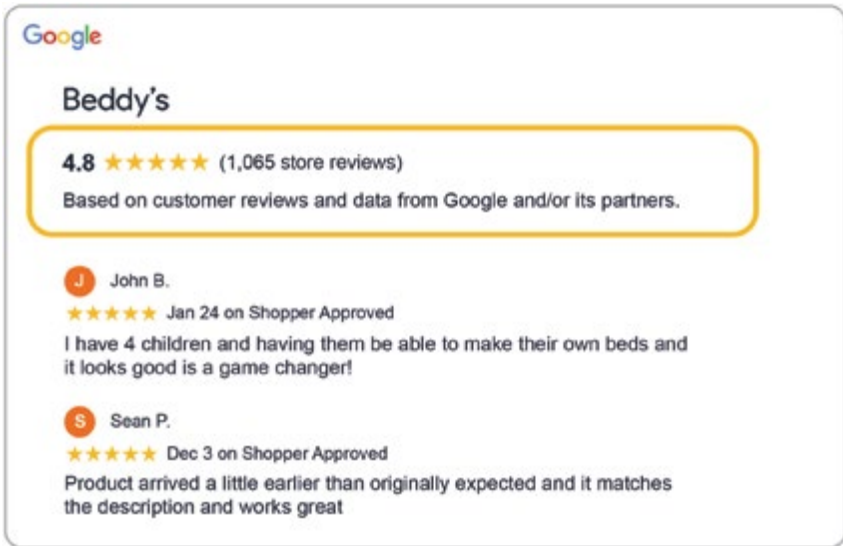 Google
Beddy's
4.8 ★★★★★ (1,065 store reviews)
Based on customer reviews and data from Google and/or its partners.
J John B.
★★★★★ Jan 24 on Shopper Approved
I have 4 children and having them be able to make their own beds and
it looks good is a game changer!
S Sean P.
★★★★★ Dec 3 on Shopper Approved
Product arrived a little earlier than originally expected and it matches
the description and works great